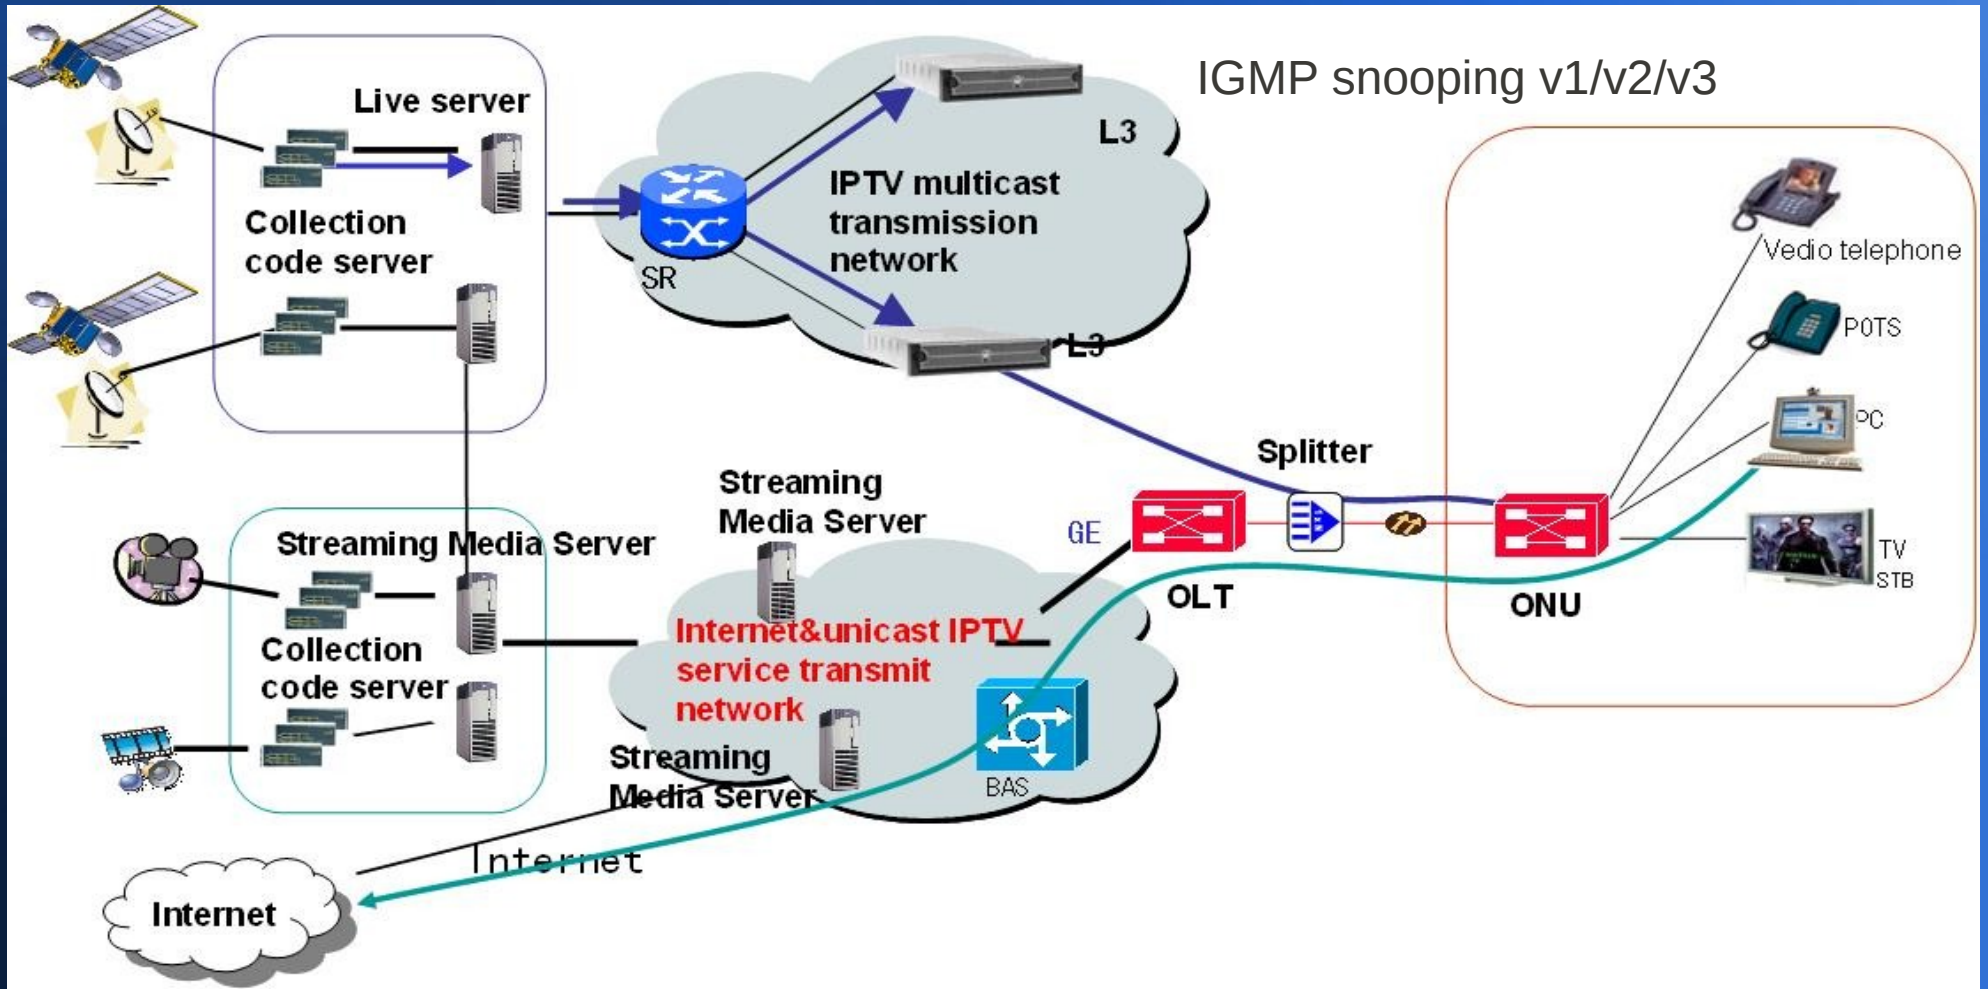 IGMP snooping v1/v2/v3
Live server
L3
IPTV multicast
transmission
network
Collection
code server
SR
L3
Vedio telephone
POTS
PC
Splitter
Streaming
Media Server
GE
OLT
ONU
TV
STB
Streaming Media Server
Collection
code server
Internet&unicast IPTV
service transmit
network
Streaming
Media Server
BAS
Internet
Internet